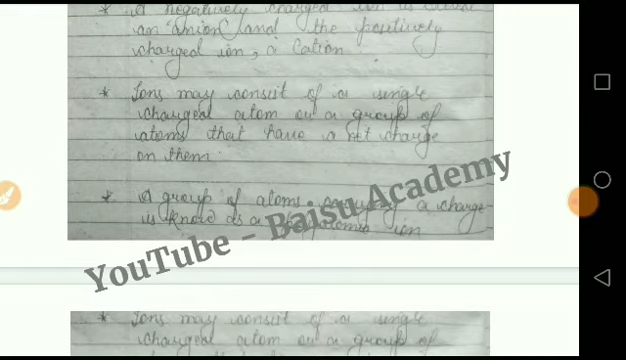 * A negatively charged ion is called
an "anion" and the positively
charged ion, a Cation
* Ions may consist of a single
charged atom or a group of
atoms that have a net charge
on them.
* A group of atoms carrying a charge
is know as a polyatomic ion
YouTube - Baisu Academy
* Ions may consist of a single
charged atom or a group of